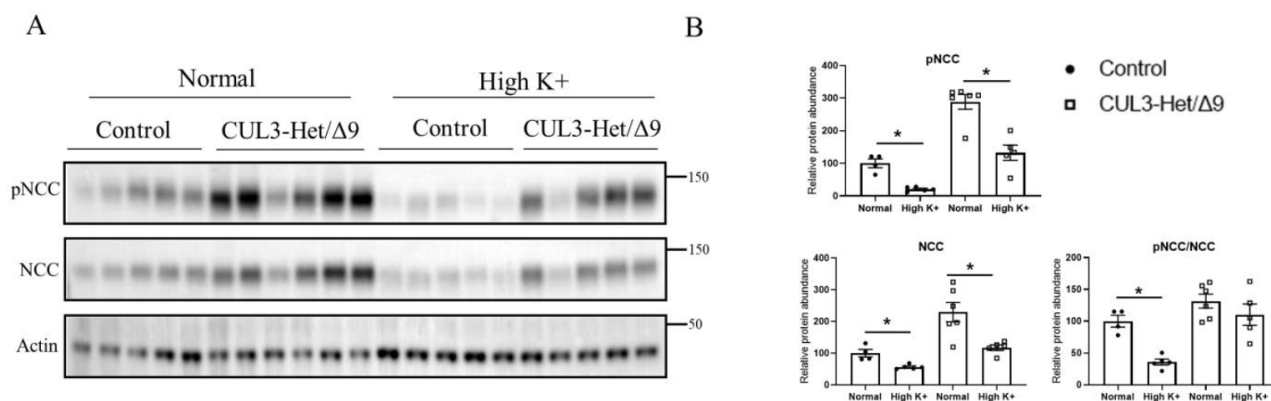 A
Normal
High K+
Control
CUL3-Het/Δ9
Control
CUL3-Het/Δ9
pNCC
150
NCC
150
Actin
50
B
pNCC
Relative protein abundance
400
300
200
100
0
*
*
Normal
High K+
Normal
High K+
Control
CUL3-Het/Δ9
NCC
Relative protein abundance
400
300
200
100
0
*
*
Normal
High K+
Normal
High K+
pNCC/NCC
Relative protein abundance
200
150
100
50
0
*
Normal
High K+
Normal
High K+